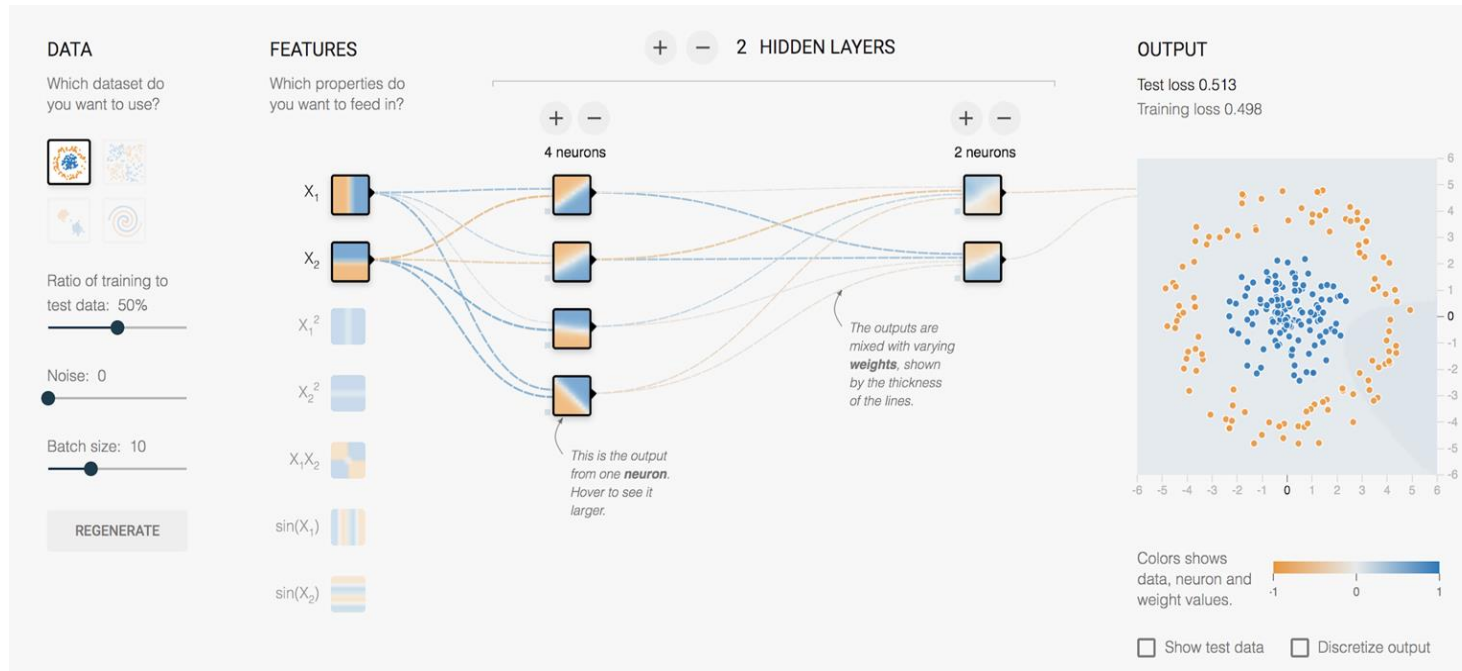 DATA
Which dataset do
you want to use?
Ratio of training to
test data: 50%
Noise: 0
Batch size: 10
REGENERATE
FEATURES
Which properties do
you want to feed in?
X₁
X₂
X₁²
X₂²
X₁X₂
sin(X₁)
sin(X₂)
+ − 2 HIDDEN LAYERS
+ −
4 neurons
This is the output
from one neuron.
Hover to see it
larger.
+ −
2 neurons
The outputs are
mixed with varying
weights, shown
by the thickness
of the lines.
OUTPUT
Test loss 0.513
Training loss 0.498
6
5
4
3
2
1
0
-1
-2
-3
-4
-5
-6
-6 -5 -4 -3 -2 -1 0 1 2 3 4 5 6
Colors shows
data, neuron and
weight values.
-1 0 1
Show test data
Discretize output